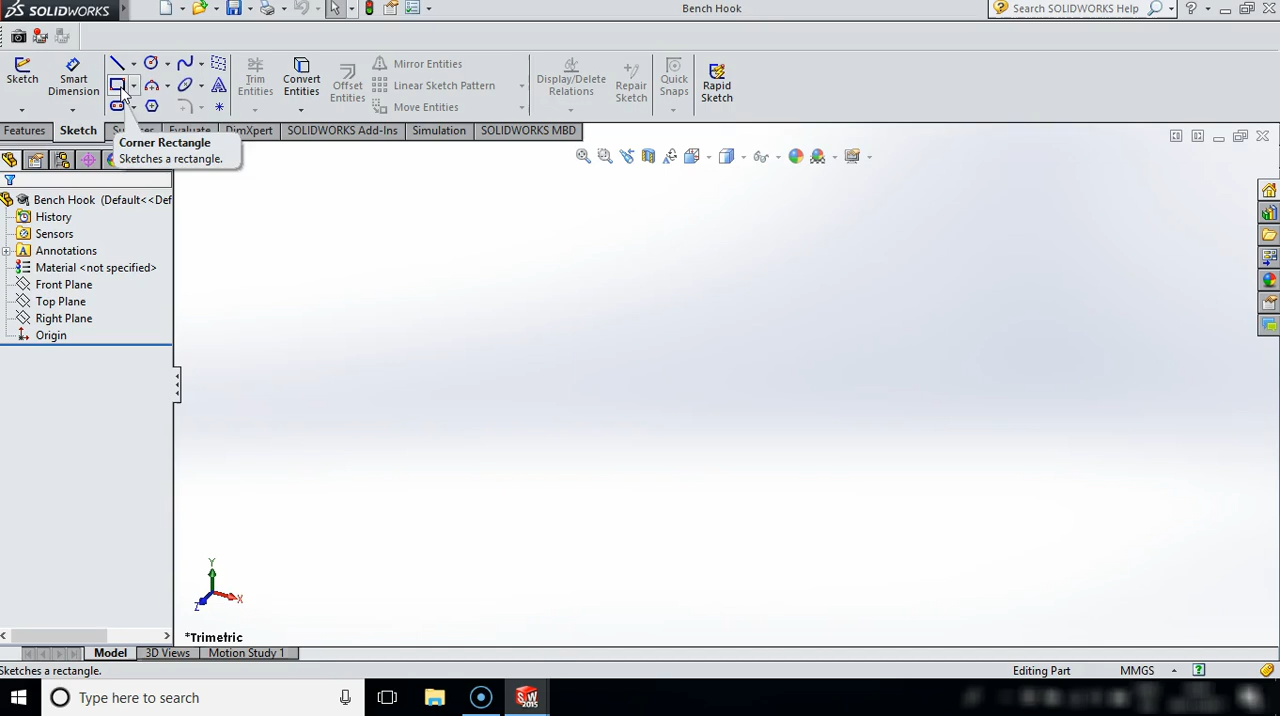 SOLIDWORKS
Bench Hook
Search SOLIDWORKS Help
Sketch
Smart Dimension
Trim Entities
Convert Entities
Offset Entities
Mirror Entities
Linear Sketch Pattern
Move Entities
Display/Delete Relations
Repair Sketch
Quick Snaps
Rapid Sketch
Features
Sketch
Evaluate
DimXpert
SOLIDWORKS Add-Ins
Simulation
SOLIDWORKS MBD
Corner Rectangle
Sketches a rectangle.
Bench Hook (Default<<Def
History
Sensors
A Annotations
Material <not specified>
Front Plane
Top Plane
Right Plane
Origin
Y
X
Z
*Trimetric
Model
3D Views
Motion Study 1
Sketches a rectangle.
Editing Part
MMGS
Type here to search
SW
2015